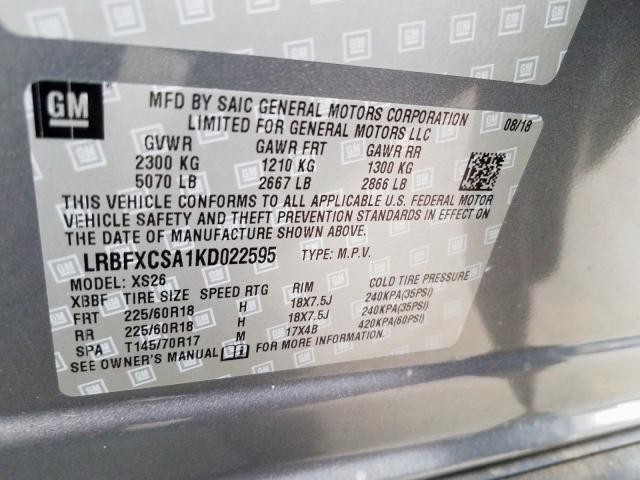 GM
MFD BY SAIC GENERAL MOTORS CORPORATION
LIMITED FOR GENERAL MOTORS LLC
08/18
GVWR GAWR FRT GAWR RR
2300 KG 1210 KG 1300 KG
5070 LB 2667 LB 2866 LB
THIS VEHICLE CONFORMS TO ALL APPLICABLE U.S. FEDERAL MOTOR
VEHICLE SAFETY AND THEFT PREVENTION STANDARDS IN EFFECT ON
THE DATE OF MANUFACTURE SHOWN ABOVE.
LRBFXCSA1KD022595 TYPE: M.P.V.
MODEL: XS26
XBBF TIRE SIZE SPEED RTG RIM COLD TIRE PRESSURE
FRT 225/60R18 H 18X7.5J 240KPA(35PSI)
RR 225/60R18 H 18X7.5J 240KPA(35PSI)
SPA T145/70R17 M 17X4B 420KPA(60PSI)
SEE OWNER'S MANUAL FOR MORE INFORMATION.